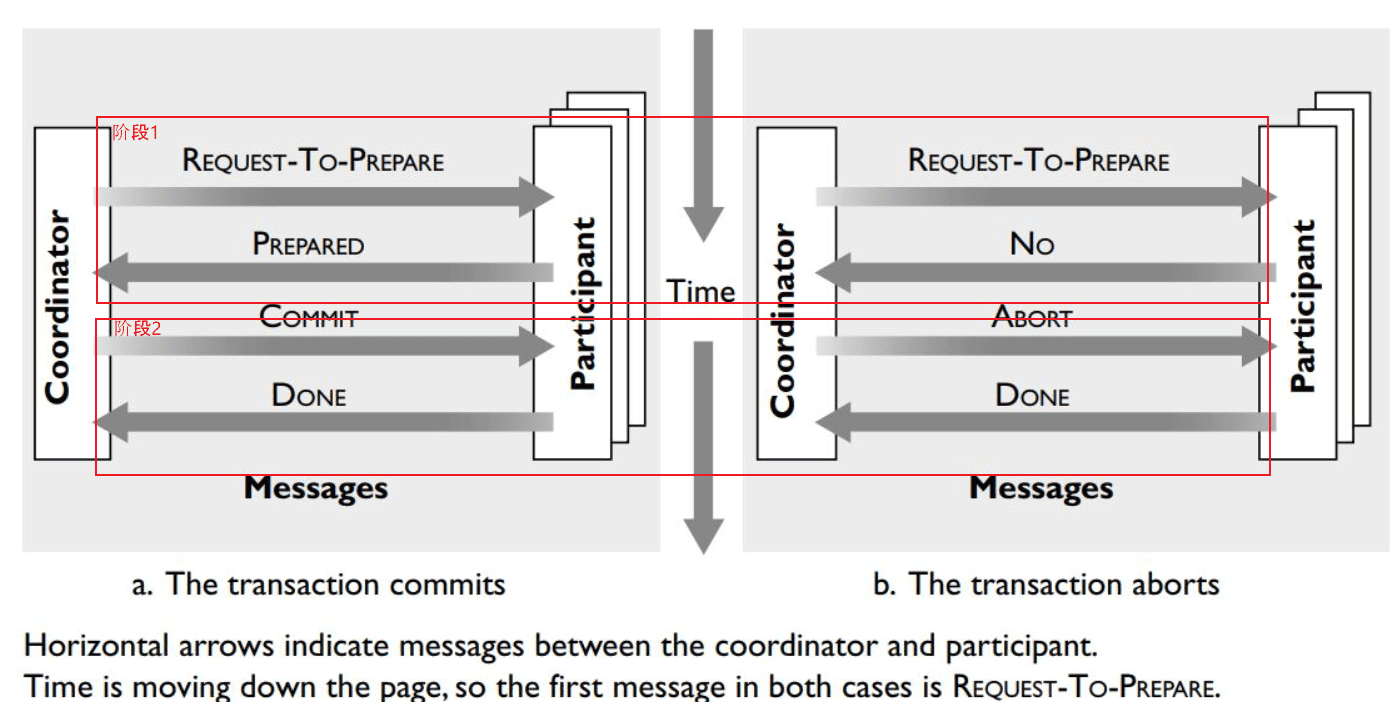 阶段1
REQUEST-TO-PREPARE
PREPARED
COMMIT
阶段2
DONE
Coordinator
Participant
Messages
Time
REQUEST-TO-PREPARE
NO
ABORT
DONE
Coordinator
Participant
Messages
a. The transaction commits
b. The transaction aborts
Horizontal arrows indicate messages between the coordinator and participant.
Time is moving down the page, so the first message in both cases is REQUEST-TO-PREPARE.